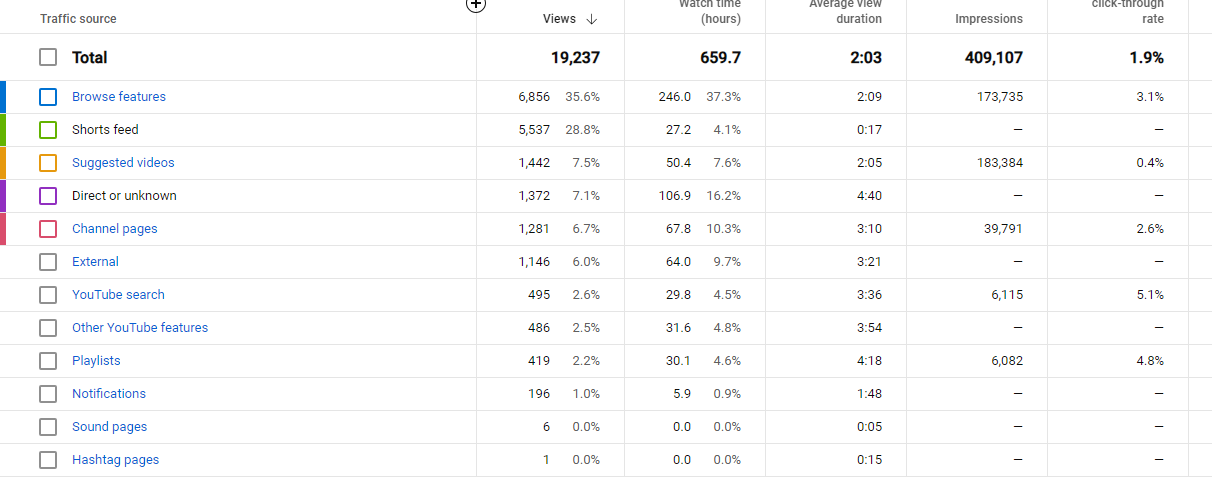 Traffic source Views ↓ Watch time (hours) Average view duration Impressions click-through rate
Total 19,237 659.7 2:03 409,107 1.9%
Browse features 6,856 35.6% 246.0 37.3% 2:09 173,735 3.1%
Shorts feed 5,537 28.8% 27.2 4.1% 0:17 — —
Suggested videos 1,442 7.5% 50.4 7.6% 2:05 183,384 0.4%
Direct or unknown 1,372 7.1% 106.9 16.2% 4:40 — —
Channel pages 1,281 6.7% 67.8 10.3% 3:10 39,791 2.6%
External 1,146 6.0% 64.0 9.7% 3:21 — —
YouTube search 495 2.6% 29.8 4.5% 3:36 6,115 5.1%
Other YouTube features 486 2.5% 31.6 4.8% 3:54 — —
Playlists 419 2.2% 30.1 4.6% 4:18 6,082 4.8%
Notifications 196 1.0% 5.9 0.9% 1:48 — —
Sound pages 6 0.0% 0.0 0.0% 0:05 — —
Hashtag pages 1 0.0% 0.0 0.0% 0:15 — —